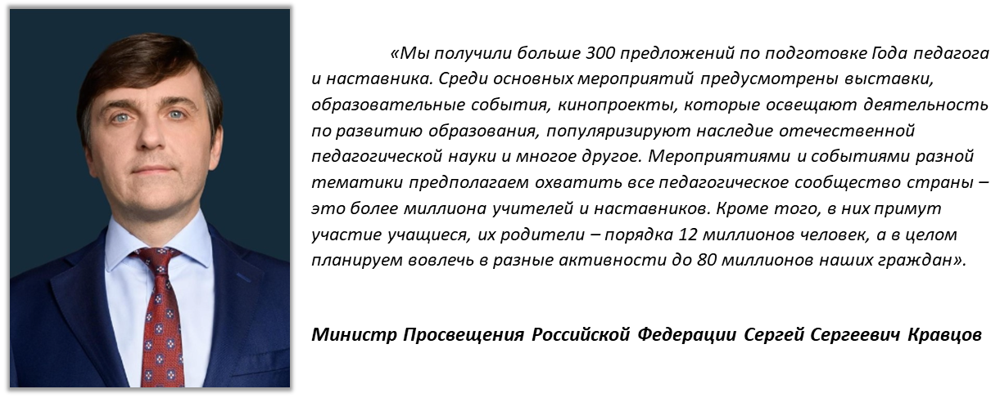 «Мы получили больше 300 предложений по подготовке Года педагога
и наставника. Среди основных мероприятий предусмотрены выставки,
образовательные события, кинопроекты, которые освещают деятельность
по развитию образования, популяризируют наследие отечественной
педагогической науки и многое другое. Мероприятиями и событиями разной
тематики предполагаем охватить все педагогическое сообщество страны –
это более миллиона учителей и наставников. Кроме того, в них примут
участие учащиеся, их родители – порядка 12 миллионов человек, а в целом
планируем вовлечь в разные активности до 80 миллионов наших граждан».
Министр Просвещения Российской Федерации Сергей Сергеевич Кравцов